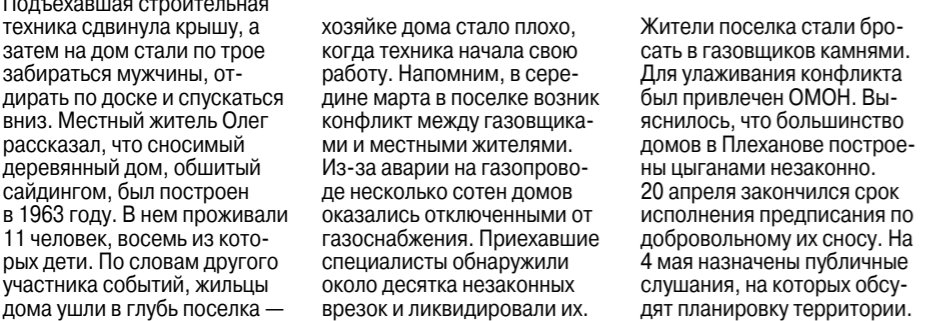 Подъехавшая строительная
техника сдвинула крышу, а
затем на дом стали по трое
забираться мужчины, от-
дирать по доске и спускаться
вниз. Местный житель Олег
рассказал, что сносимый
деревянный дом, обшитый
сайдингом, был построен
в 1963 году. В нем проживали
11 человек, восемь из кото-
рых дети. По словам другого
участника событий, жильцы
дома ушли в глубь поселка —
хозяйке дома стало плохо,
когда техника начала свою
работу. Напомним, в сере-
дине марта в поселке возник
конфликт между газовщика-
ми и местными жителями.
Из-за аварии на газопрово-
де несколько сотен домов
оказались отключенными от
газоснабжения. Приехавшие
специалисты обнаружили
около десятка незаконных
врезок и ликвидировали их.
Жители поселка стали бро-
сать в газовщиков камнями.
Для улаживания конфликта
был привлечен ОМОН. Вы-
яснилось, что большинство
домов в Плеханове построе-
ны цыганами незаконно.
20 апреля закончился срок
исполнения предписания по
добровольному их сносу. На
4 мая назначены публичные
слушания, на которых обсу-
дят планировку территории.